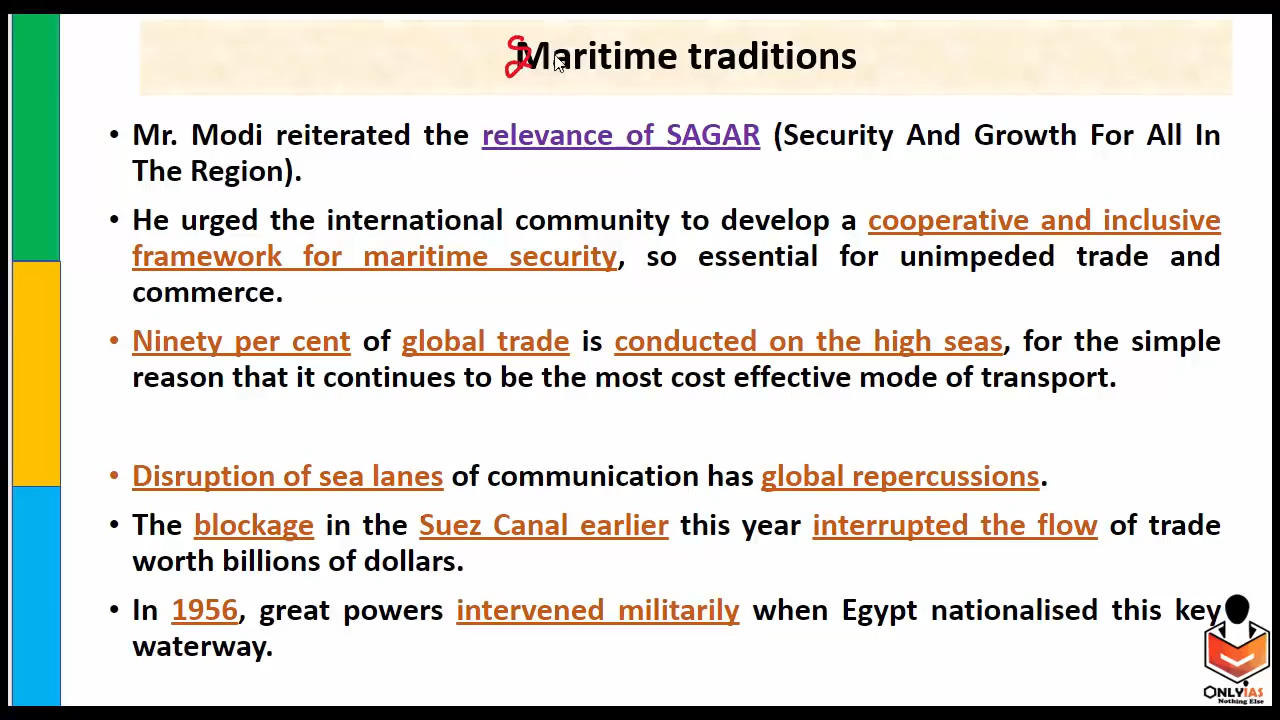 Maritime traditions
• Mr. Modi reiterated the relevance of SAGAR (Security And Growth For All In
The Region).
• He urged the international community to develop a cooperative and inclusive
framework for maritime security, so essential for unimpeded trade and
commerce.
• Ninety per cent of global trade is conducted on the high seas, for the simple
reason that it continues to be the most cost effective mode of transport.
• Disruption of sea lanes of communication has global repercussions.
• The blockage in the Suez Canal earlier this year interrupted the flow of trade
worth billions of dollars.
• In 1956, great powers intervened militarily when Egypt nationalised this key
waterway.
ONLYIAS
Nothing Else